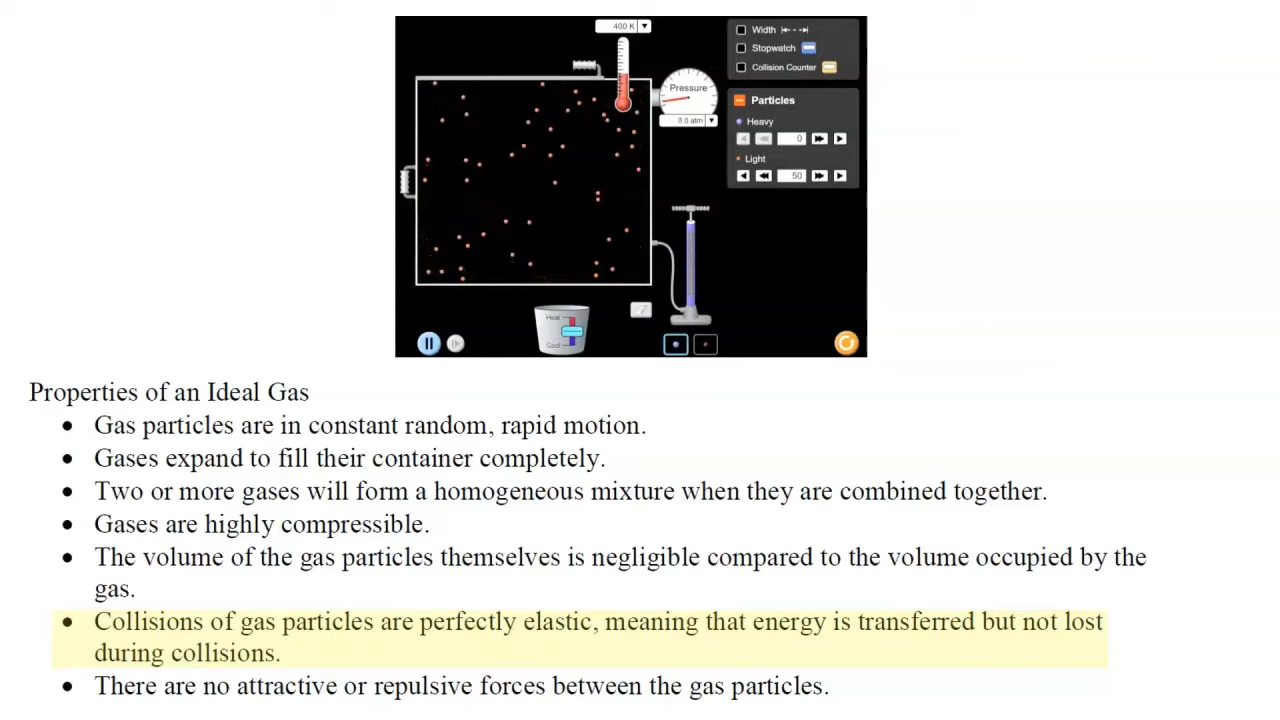 400 K
Width
Stopwatch
Collision Counter
Pressure
8.0 atm
Particles
Heavy
0
Light
50
Heat
Cool
Properties of an Ideal Gas
• Gas particles are in constant random, rapid motion.
• Gases expand to fill their container completely.
• Two or more gases will form a homogeneous mixture when they are combined together.
• Gases are highly compressible.
• The volume of the gas particles themselves is negligible compared to the volume occupied by the
gas.
• Collisions of gas particles are perfectly elastic, meaning that energy is transferred but not lost
during collisions.
• There are no attractive or repulsive forces between the gas particles.